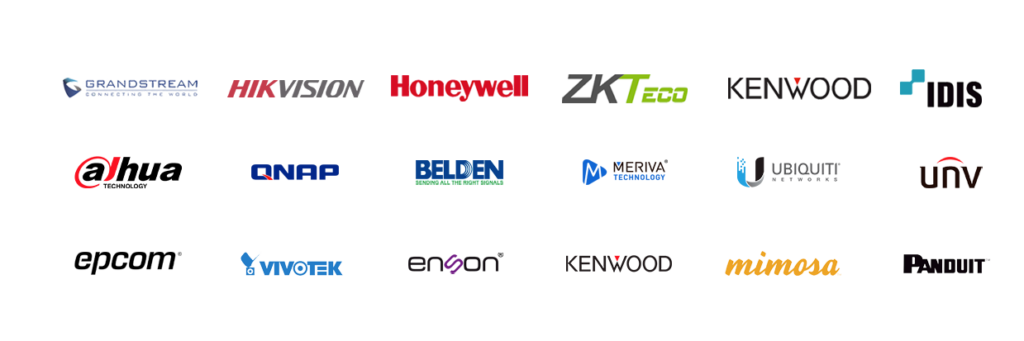 GRANDSTREAM
CONNECTING THE WORLD
HIKVISION
Honeywell
ZKTECO
KENWOOD
IDIS
alhua
TECHNOLOGY
QNAP
BELDEN
SENDING ALL THE RIGHT SIGNALS
MERIVA®
TECHNOLOGY
U
UBIQUITI
NETWORKS
unv
epcom®
VIVOTEK
enson®
KENWOOD
mimosa
PANDUIT™